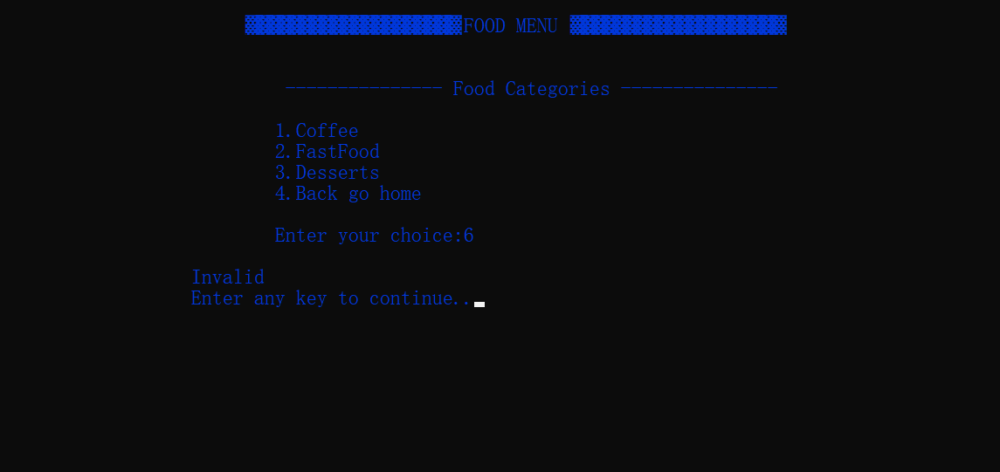 ▓▓▓▓▓▓▓▓▓▓▓▓▓▓▓▓▓▓▓▓FOOD MENU ▓▓▓▓▓▓▓▓▓▓▓▓▓▓▓▓▓▓▓▓
--------------- Food Categories ---------------
1.Coffee
2.FastFood
3.Desserts
4.Back go home
Enter your choice:6
Invalid
Enter any key to continue..